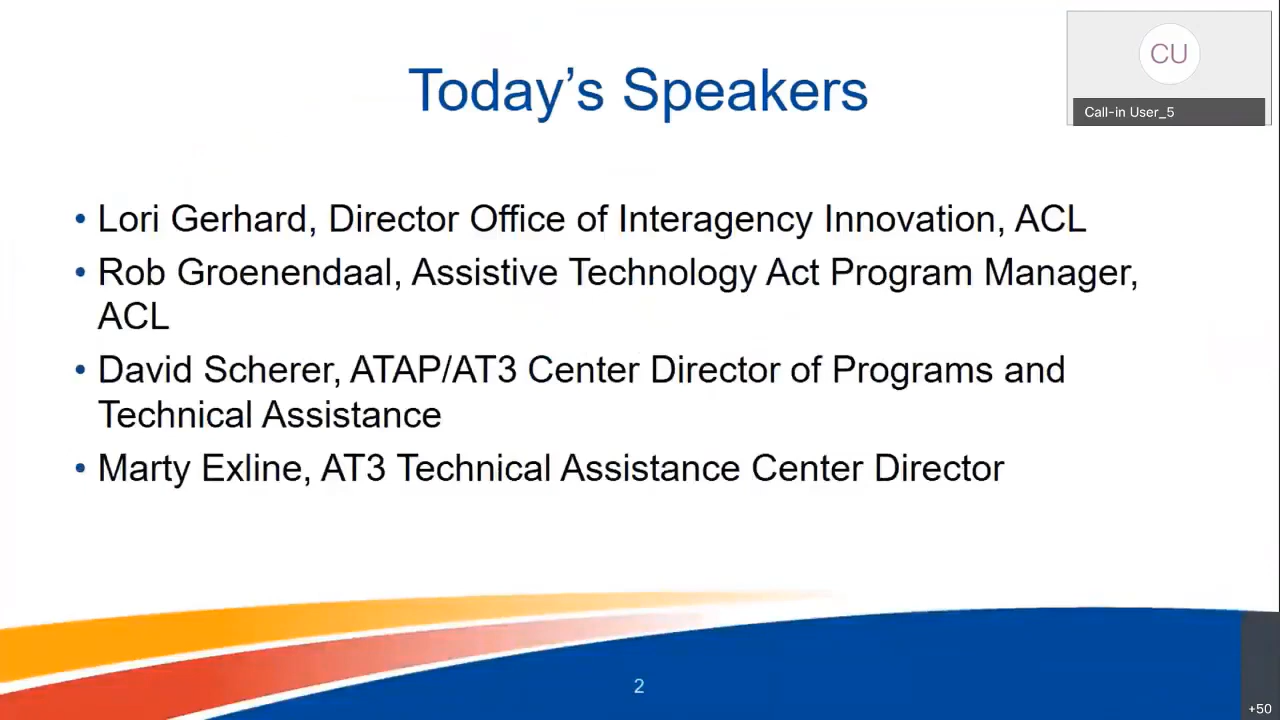 Today's Speakers
CU
Call-in User_5
• Lori Gerhard, Director Office of Interagency Innovation, ACL
• Rob Groenendaal, Assistive Technology Act Program Manager,
ACL
• David Scherer, ATAP/AT3 Center Director of Programs and
Technical Assistance
• Marty Exline, AT3 Technical Assistance Center Director
2
+50